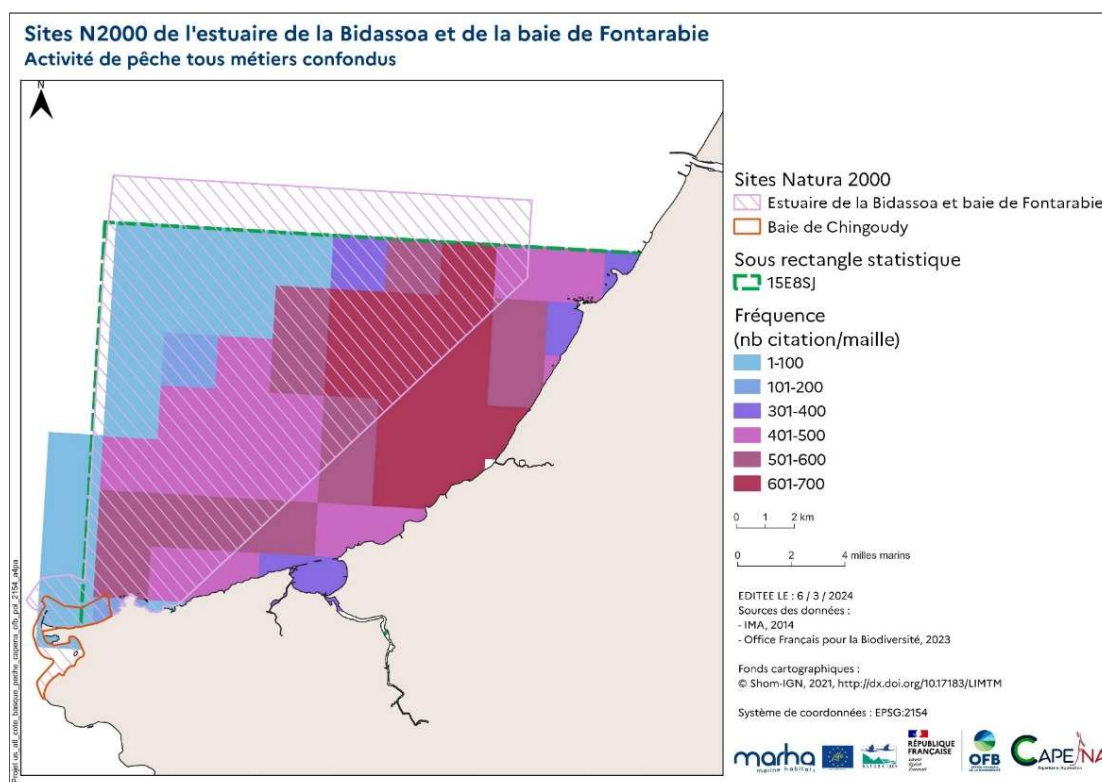 Sites N2000 de l'estuaire de la Bidassoa et de la baie de Fontarabie
Activité de pêche tous métiers confondus
N
Sites Natura 2000
Estuaire de la Bidassoa et baie de Fontarabie
Baie de Chingoudy
Sous rectangle statistique
15E8SJ
Fréquence
(nb citation/maille)
1-100
101-200
301-400
401-500
501-600
601-700
0 1 2 km
0 2 4 milles marins
EDITEE LE : 6 / 3 / 2024
Sources des données :
- IMA, 2014
- Office Français pour la Biodiversité, 2023
Fonds cartographiques :
© Shom-IGN, 2021, http://dx.doi.org/10.17183/LIMTM
Système de coordonnées : EPSG:2154
marha
marine habitats
RÉPUBLIQUE
FRANÇAISE
Liberté
Égalité
Fraternité
OFB
CAPENA